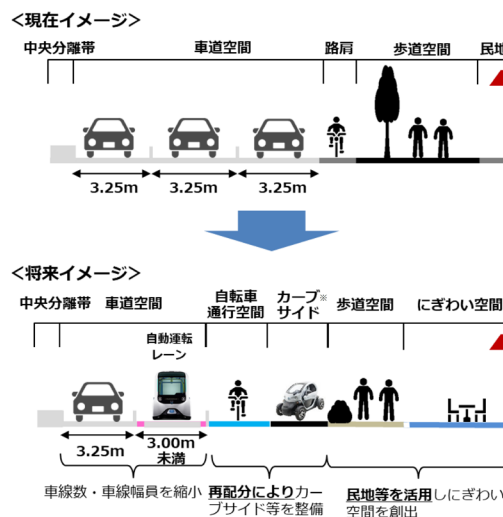 ＜現在イメージ＞
中央分離帯 車道空間 路肩 歩道空間 民地
3.25m 3.25m 3.25m
＜将来イメージ＞
中央分離帯 車道空間 自転車通行空間 カーブ※サイド 歩道空間 にぎわい空間
自動運転
レーン
3.25m 3.00m
未満
車線数・車線幅員を縮小 再配分によりカー
ブサイド等を整備
民地等を活用しにぎわい
空間を創出